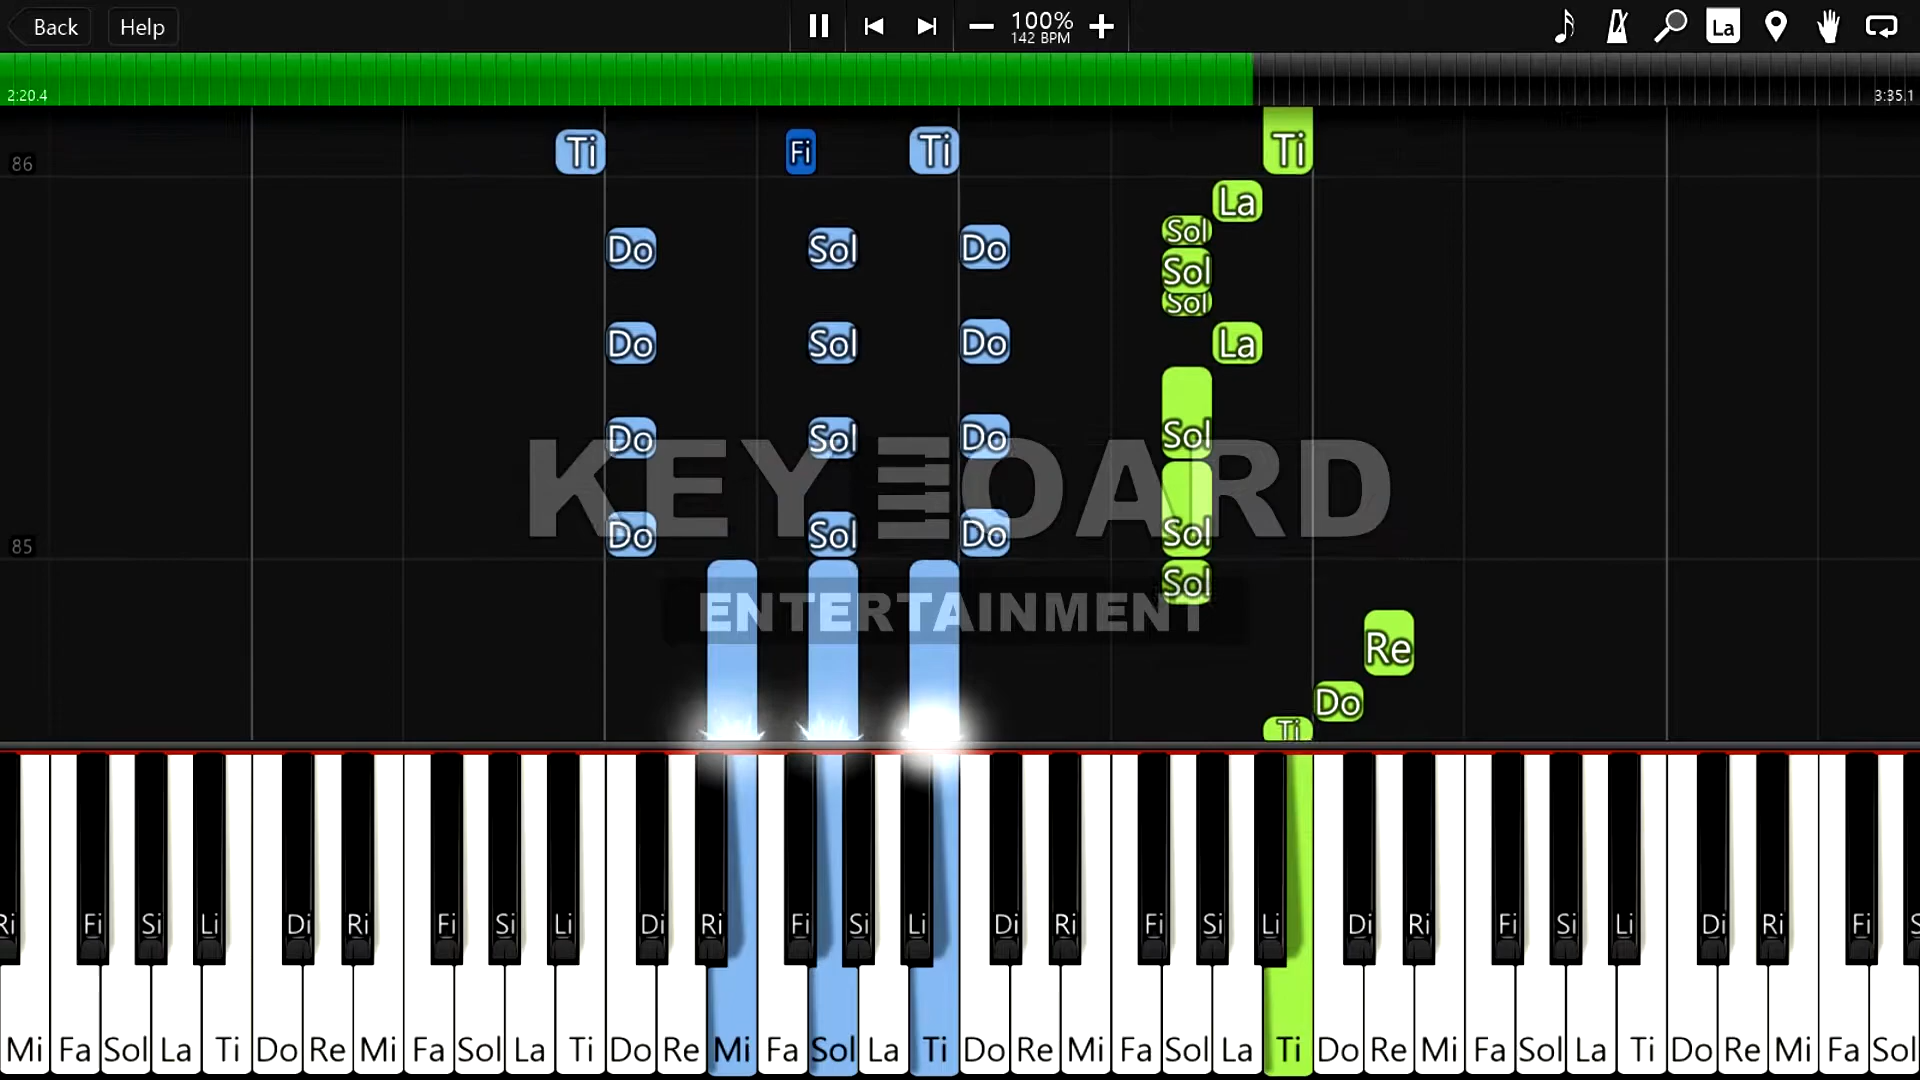 Back Help 100% La
142 BPM
2:20.4 3:35.1
86 Ti Fi Ti Ti
La
Sol
Do Sol Do
Sol
Sol
Do Sol Do La
Do Sol Do Sol
KEYBOARD
Do Sol Do Sol
85
Sol
ENTERTAINMENT
Re
Do
Ti
Ri Fi Si Li Di Ri Fi Si Li Di Ri Fi Si Li Di Ri Fi Si Li Di Ri Fi Si Li Di Ri Fi S
Mi Fa Sol La Ti Do Re Mi Fa Sol La Ti Do Re Mi Fa Sol La Ti Do Re Mi Fa Sol La Ti Do Re Mi Fa Sol La Ti Do Re Mi Fa Sol